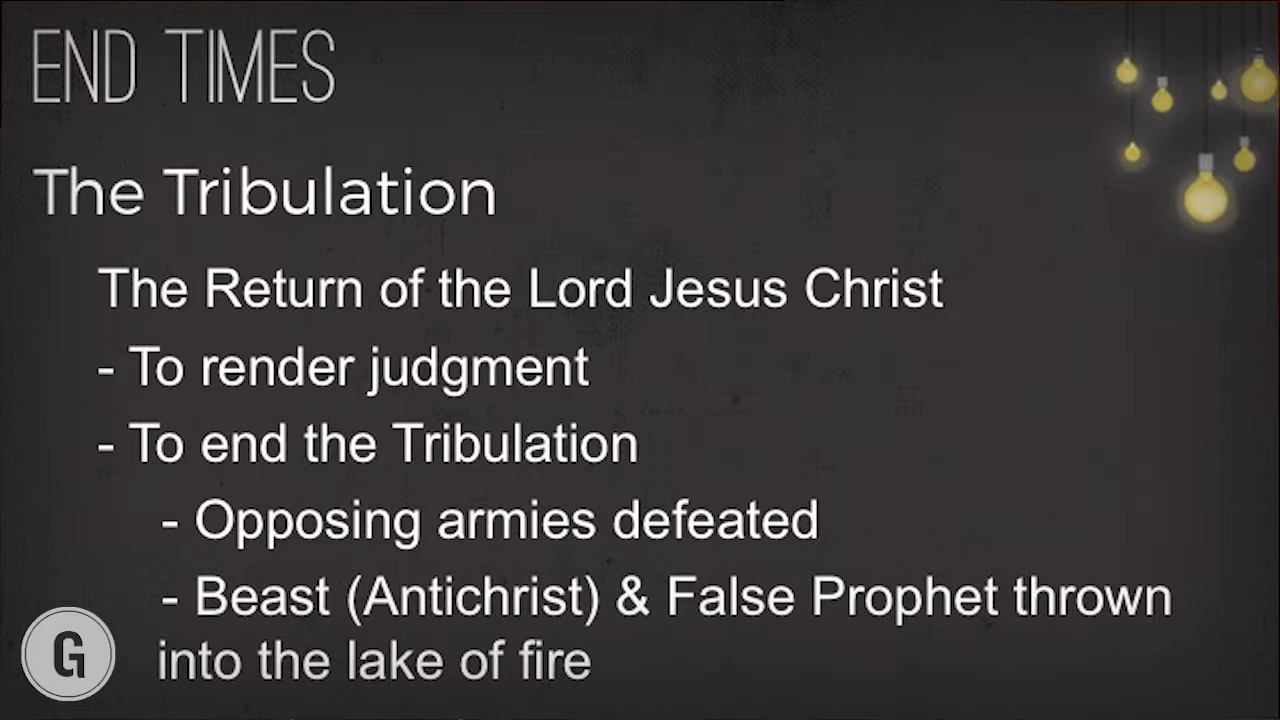 END TIMES
The Tribulation
The Return of the Lord Jesus Christ
- To render judgment
- To end the Tribulation
- Opposing armies defeated
- Beast (Antichrist) & False Prophet thrown
into the lake of fire
G